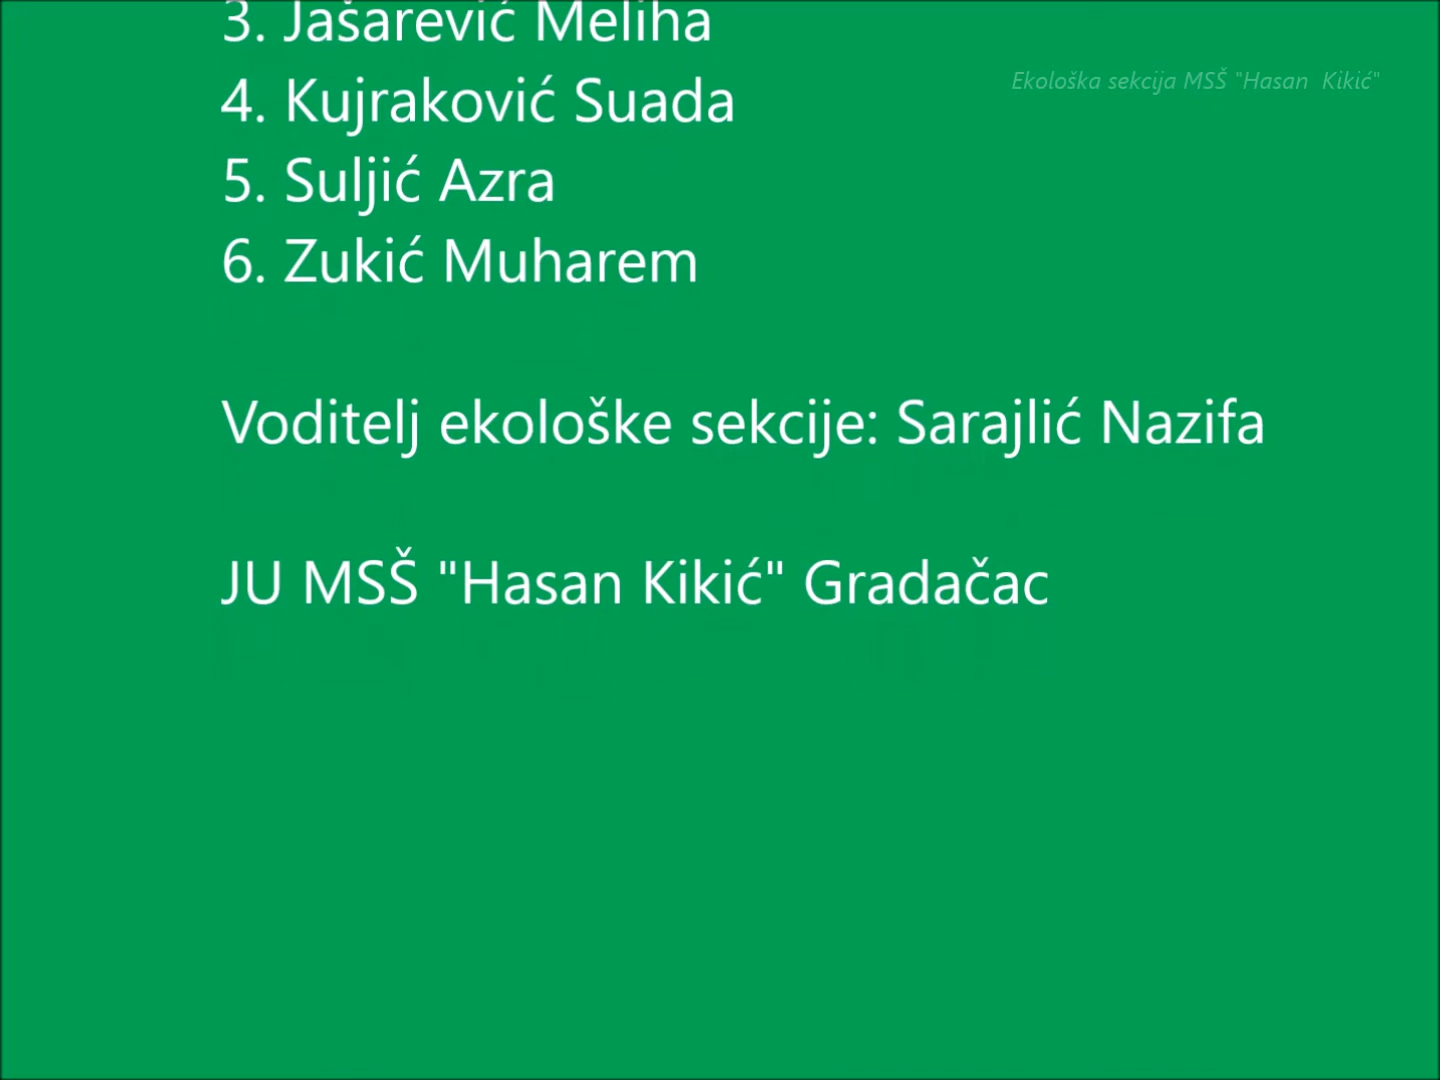 3. Jašarević Meliha
Ekološka sekcija MSŠ "Hasan  Kikić"
4. Kujraković Suada
5. Suljić Azra
6. Zukić Muharem
Voditelj ekološke sekcije: Sarajlić Nazifa
JU MSŠ "Hasan Kikić" Gradačac